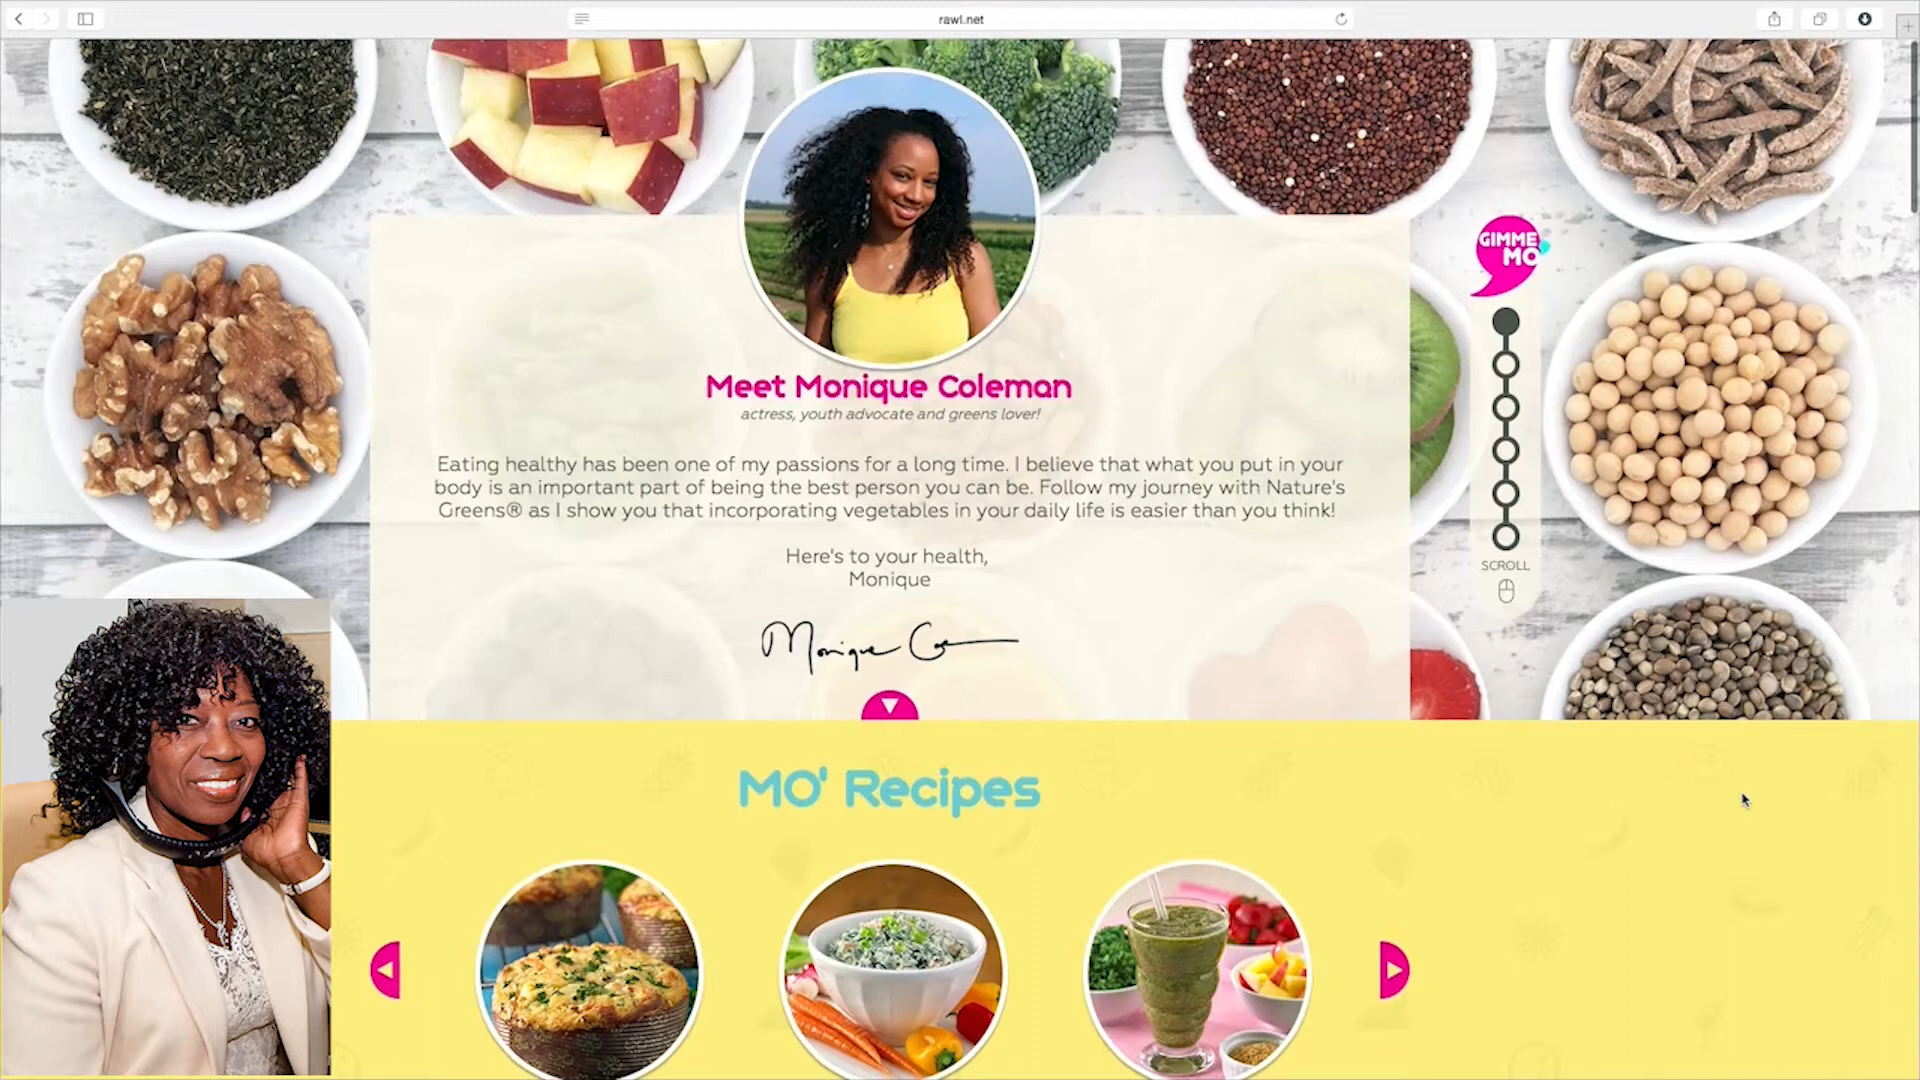 rawl.net
GIMME
MO
Meet Monique Coleman
actress, youth advocate and greens lover!
Eating healthy has been one of my passions for a long time. I believe that what you put in your
body is an important part of being the best person you can be. Follow my journey with Nature's
Greens® as I show you that incorporating vegetables in your daily life is easier than you think!
Here's to your health,
Monique
Monique Co
SCROLL
MO' Recipes